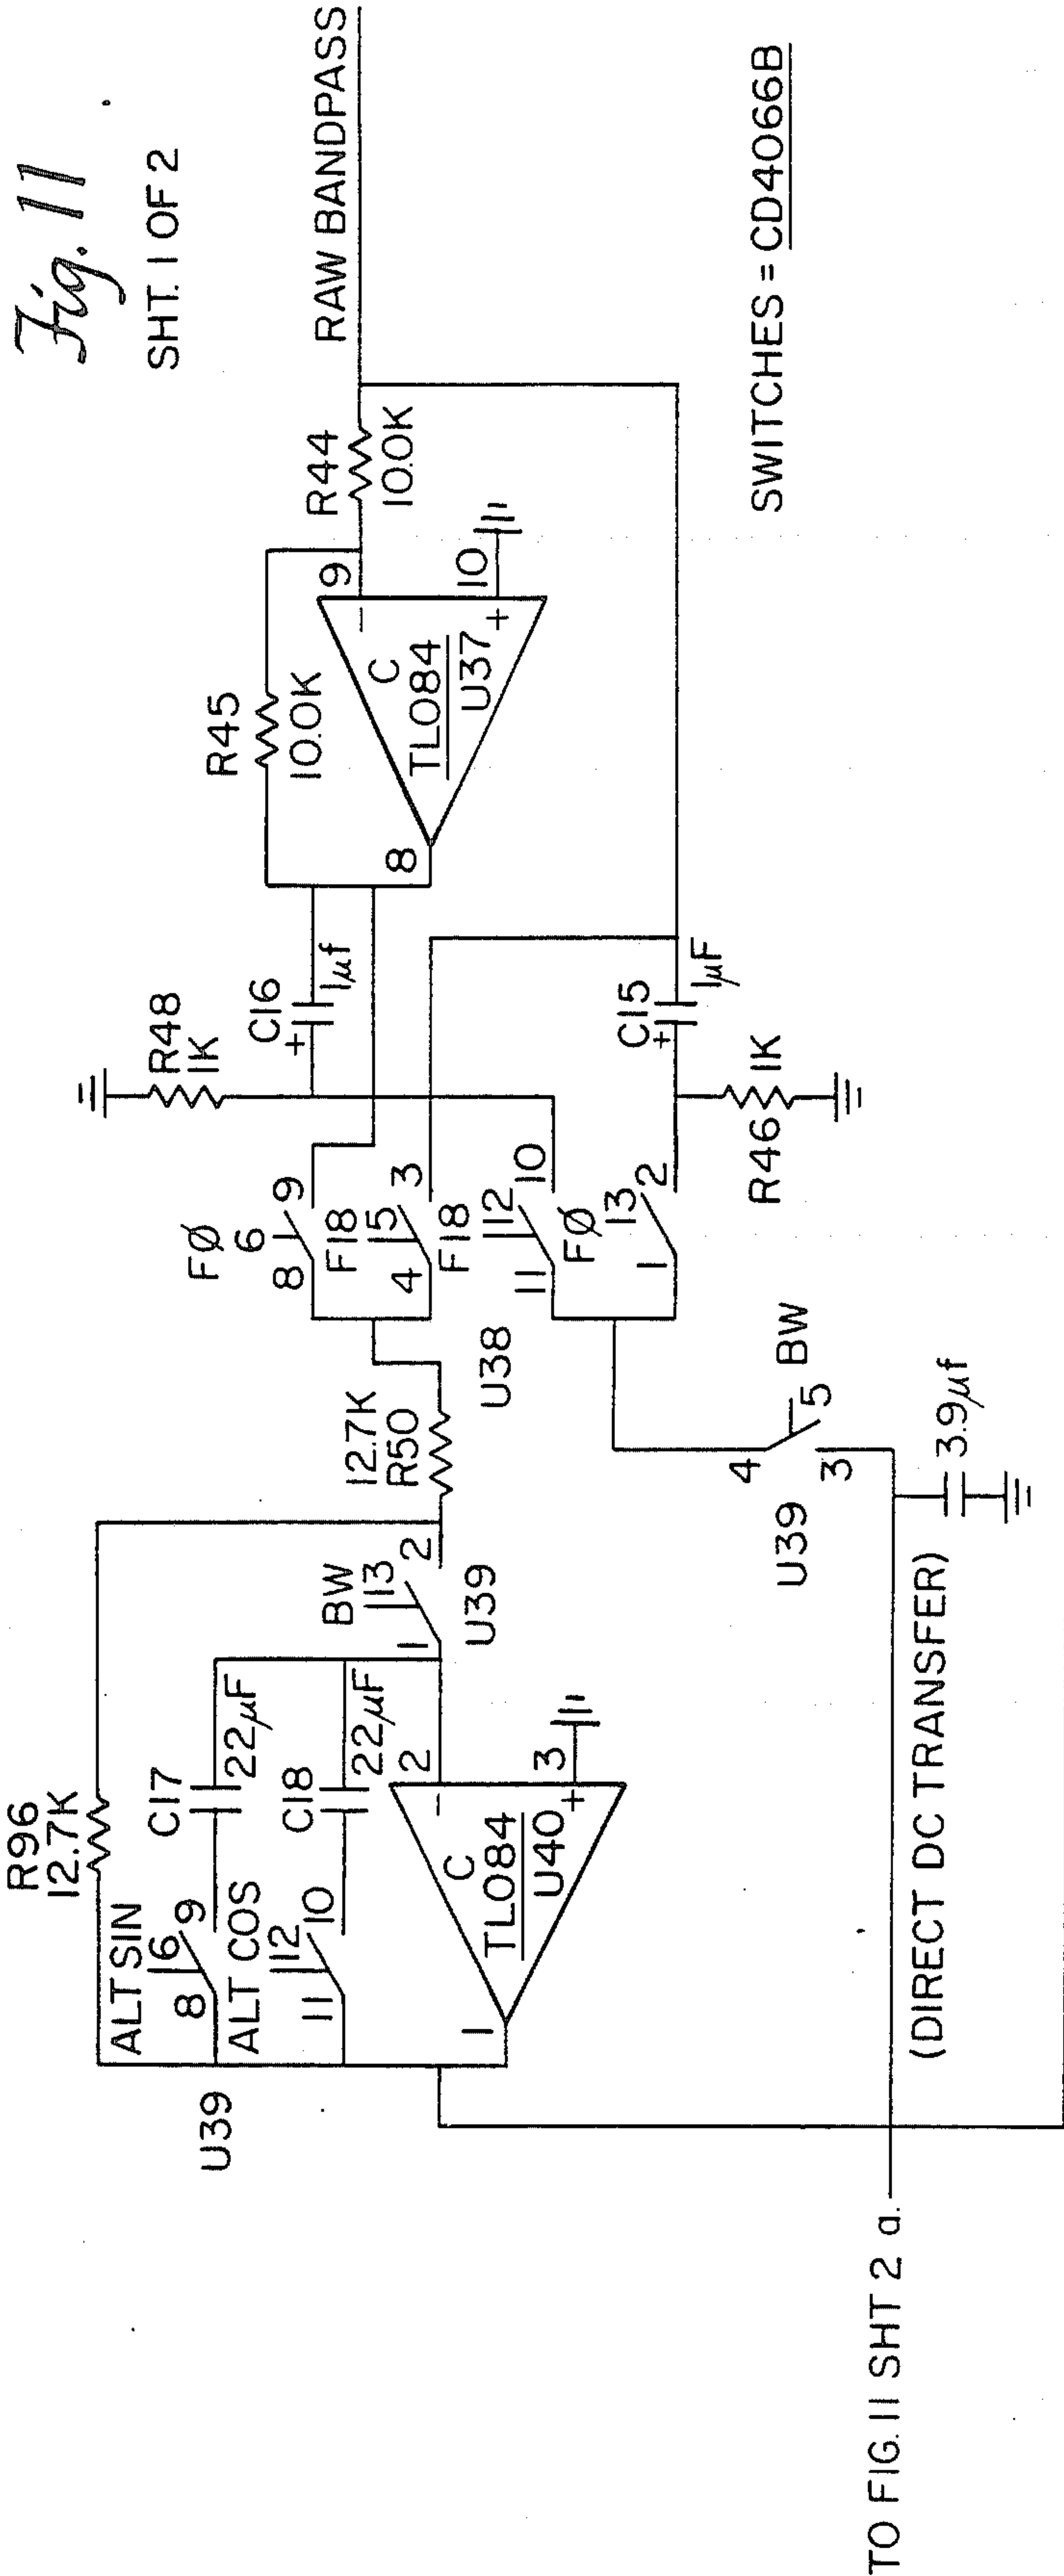 Fig. 11
SHT. 1 OF 2
RAW BANDPASS
R44
10.0K
R45
10.0K
9
10
-
+
C
TL084
U37
8
R48
1K
C16
+
1µf
C15
+
1µF
R46
1K
FØ
6
8
9
F18
5
4
3
F18
12
11
10
FØ
13
1
2
U38
12.7K
R50
BW
13
1
2
U39
R96
12.7K
C17
22µF
C18
22µF
ALT SIN
6
8
9
ALT COS
12
11
10
U39
2
3
-
+
C
TL084
U40
1
BW
5
4
3
U39
3.9µf
SWITCHES = CD4066B
(DIRECT DC TRANSFER)
TO FIG. 11 SHT 2 a.